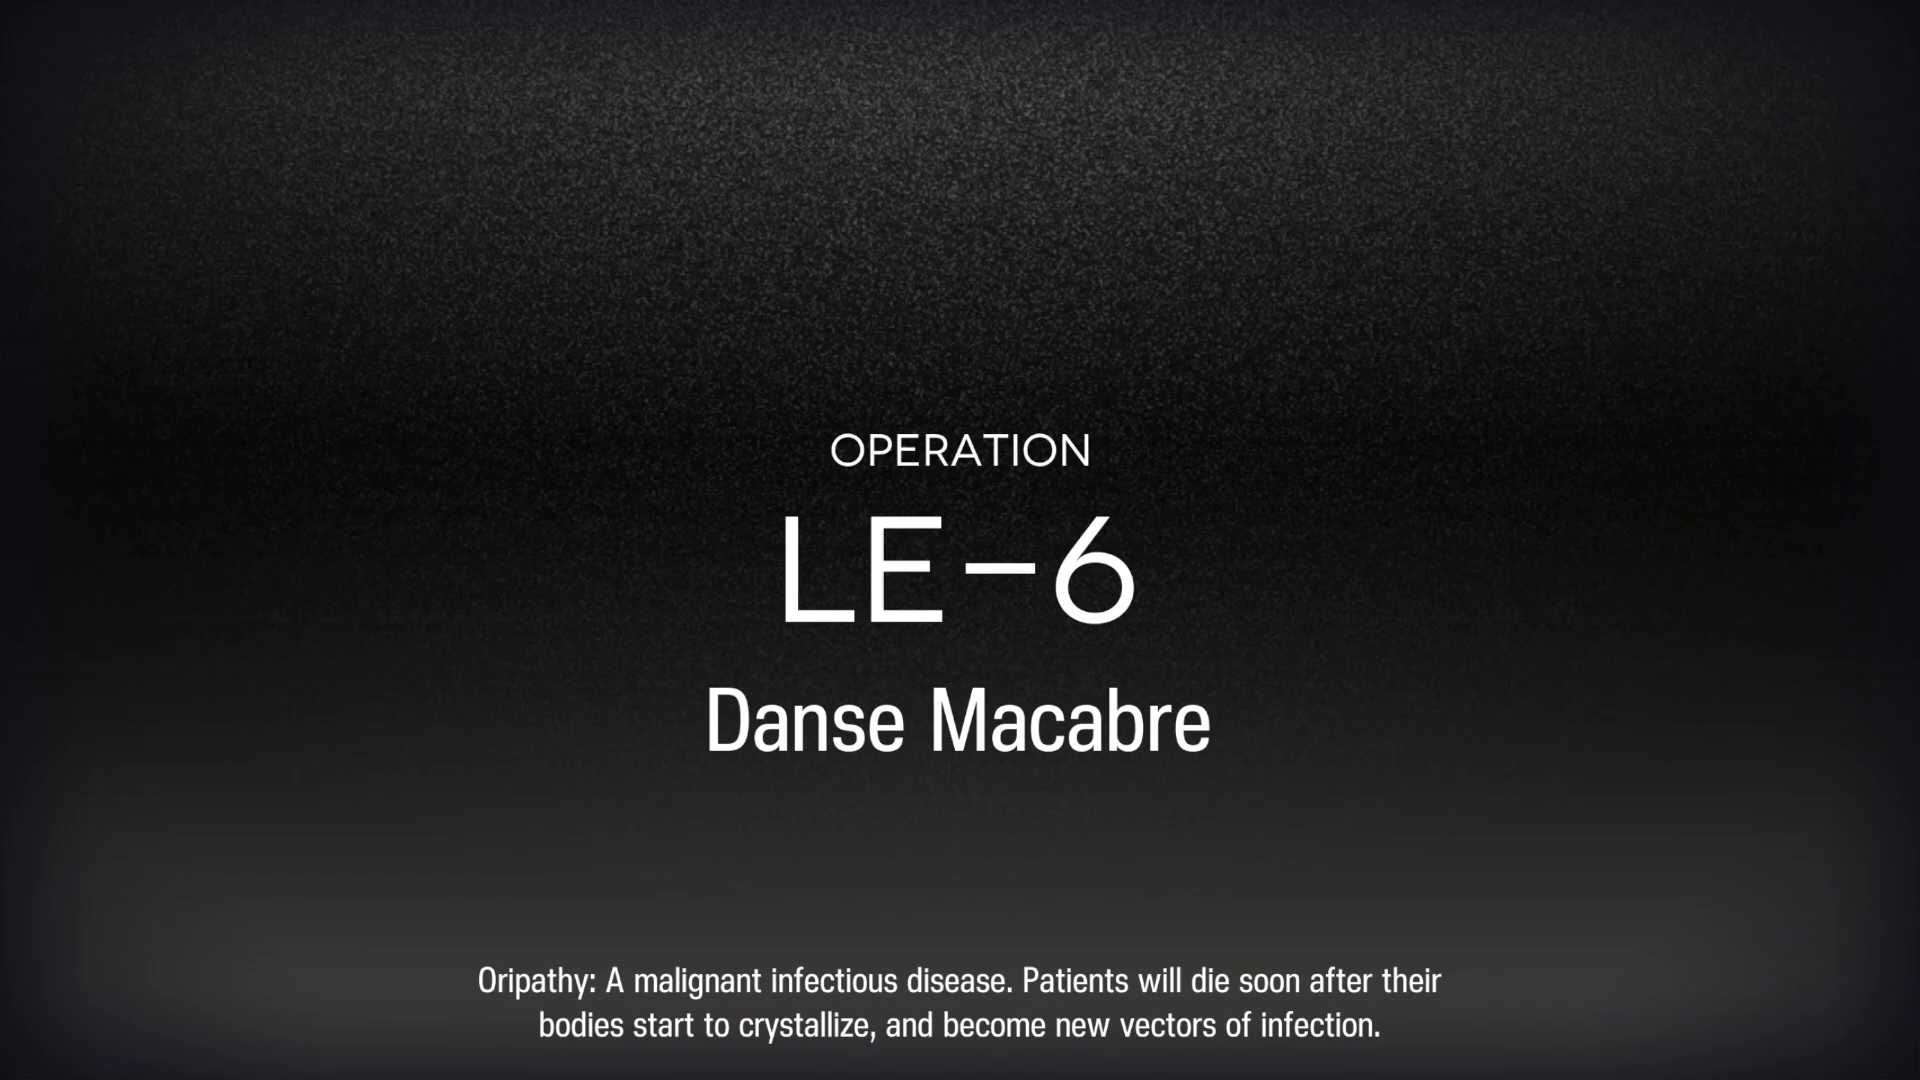 OPERATION
LE-6
Danse Macabre
Oripathy: A malignant infectious disease. Patients will die soon after their
bodies start to crystallize, and become new vectors of infection.